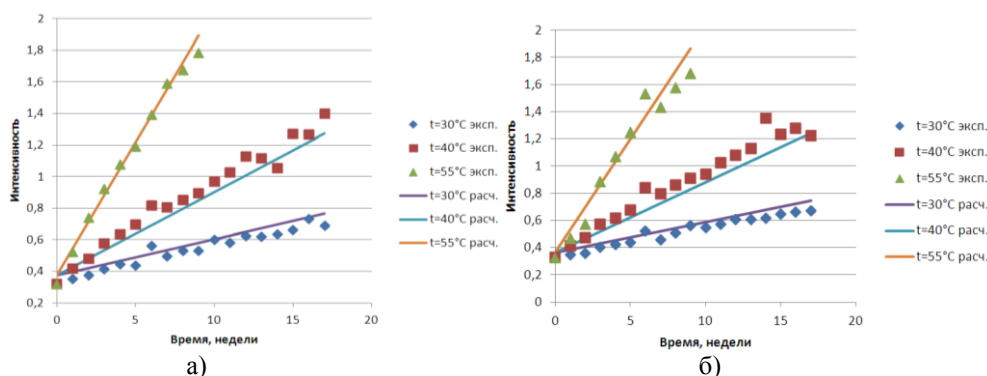 2
1,8
1,6
1,4
1,2
1
0,8
0,6
0,4
0,2
0 5 10 15 20
Интенсивность
Время, недели
t=30°C эксп.
t=40°C эксп.
t=55°C эксп.
t=30°C расч.
t=40°C расч.
t=55°C расч.
а)
2
1,8
1,6
1,4
1,2
1
0,8
0,6
0,4
0,2
0
0 5 10 15 20
Интенсивность
Время, недели
t=30°C эксп.
t=40°C эксп.
t=55°C эксп.
t=30°C расч.
t=40°C расч.
t=55°C расч.
б)